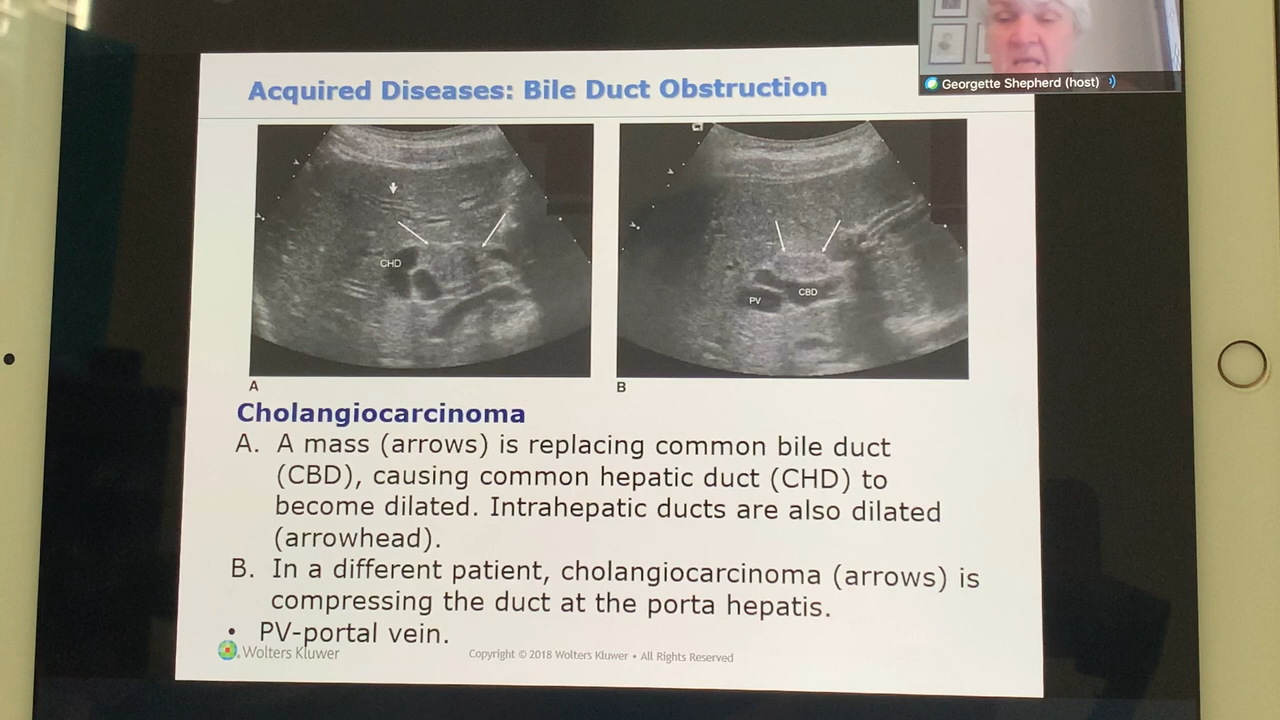 Georgette Shepherd (host)
Acquired Diseases: Bile Duct Obstruction
CHD
PV
CBD
A
B
Cholangiocarcinoma
A. A mass (arrows) is replacing common bile duct
(CBD), causing common hepatic duct (CHD) to
become dilated. Intrahepatic ducts are also dilated
(arrowhead).
B. In a different patient, cholangiocarcinoma (arrows) is
compressing the duct at the porta hepatis.
• PV-portal vein.
Wolters Kluwer
Copyright © 2018 Wolters Kluwer • All Rights Reserved